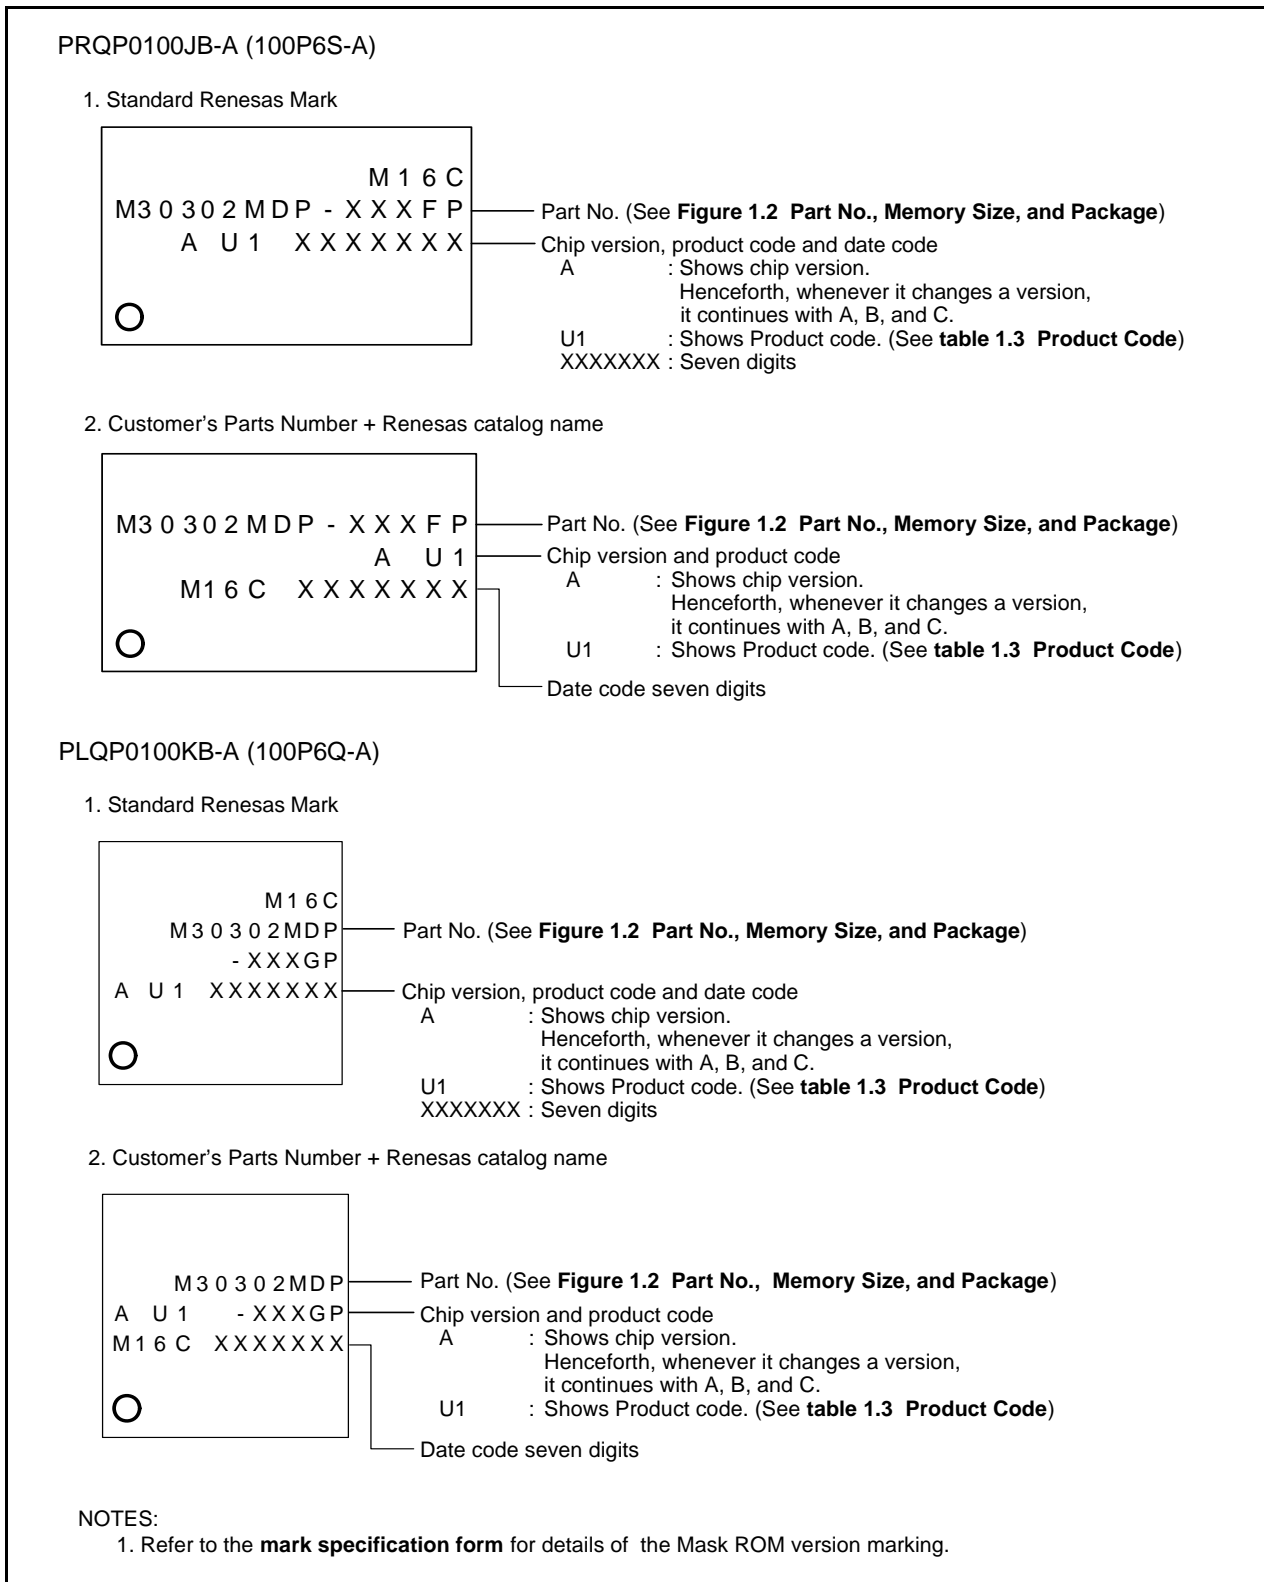 PRQP0100JB-A (100P6S-A)
1. Standard Renesas Mark
M16C
M30302MDP-XXXFP
A U1 XXXXXXX
Part No. (See Figure 1.2 Part No., Memory Size, and Package)
Chip version, product code and date code
A : Shows chip version.
Henceforth, whenever it changes a version,
it continues with A, B, and C.
U1 : Shows Product code. (See table 1.3 Product Code)
XXXXXXX : Seven digits
2. Customer’s Parts Number + Renesas catalog name
M30302MDP-XXXFP
A U1
M16C XXXXXXX
Part No. (See Figure 1.2 Part No., Memory Size, and Package)
Chip version and product code
A : Shows chip version.
Henceforth, whenever it changes a version,
it continues with A, B, and C.
U1 : Shows Product code. (See table 1.3 Product Code)
Date code seven digits
PLQP0100KB-A (100P6Q-A)
1. Standard Renesas Mark
M16C
M30302MDP
-XXXGP
A U1 XXXXXXX
Part No. (See Figure 1.2 Part No., Memory Size, and Package)
Chip version, product code and date code
A : Shows chip version.
Henceforth, whenever it changes a version,
it continues with A, B, and C.
U1 : Shows Product code. (See table 1.3 Product Code)
XXXXXXX : Seven digits
2. Customer’s Parts Number + Renesas catalog name
M30302MDP
A U1 -XXXGP
M16C XXXXXXX
Part No. (See Figure 1.2 Part No., Memory Size, and Package)
Chip version and product code
A : Shows chip version.
Henceforth, whenever it changes a version,
it continues with A, B, and C.
U1 : Shows Product code. (See table 1.3 Product Code)
Date code seven digits
NOTES:
1. Refer to the mark specification form for details of the Mask ROM version marking.